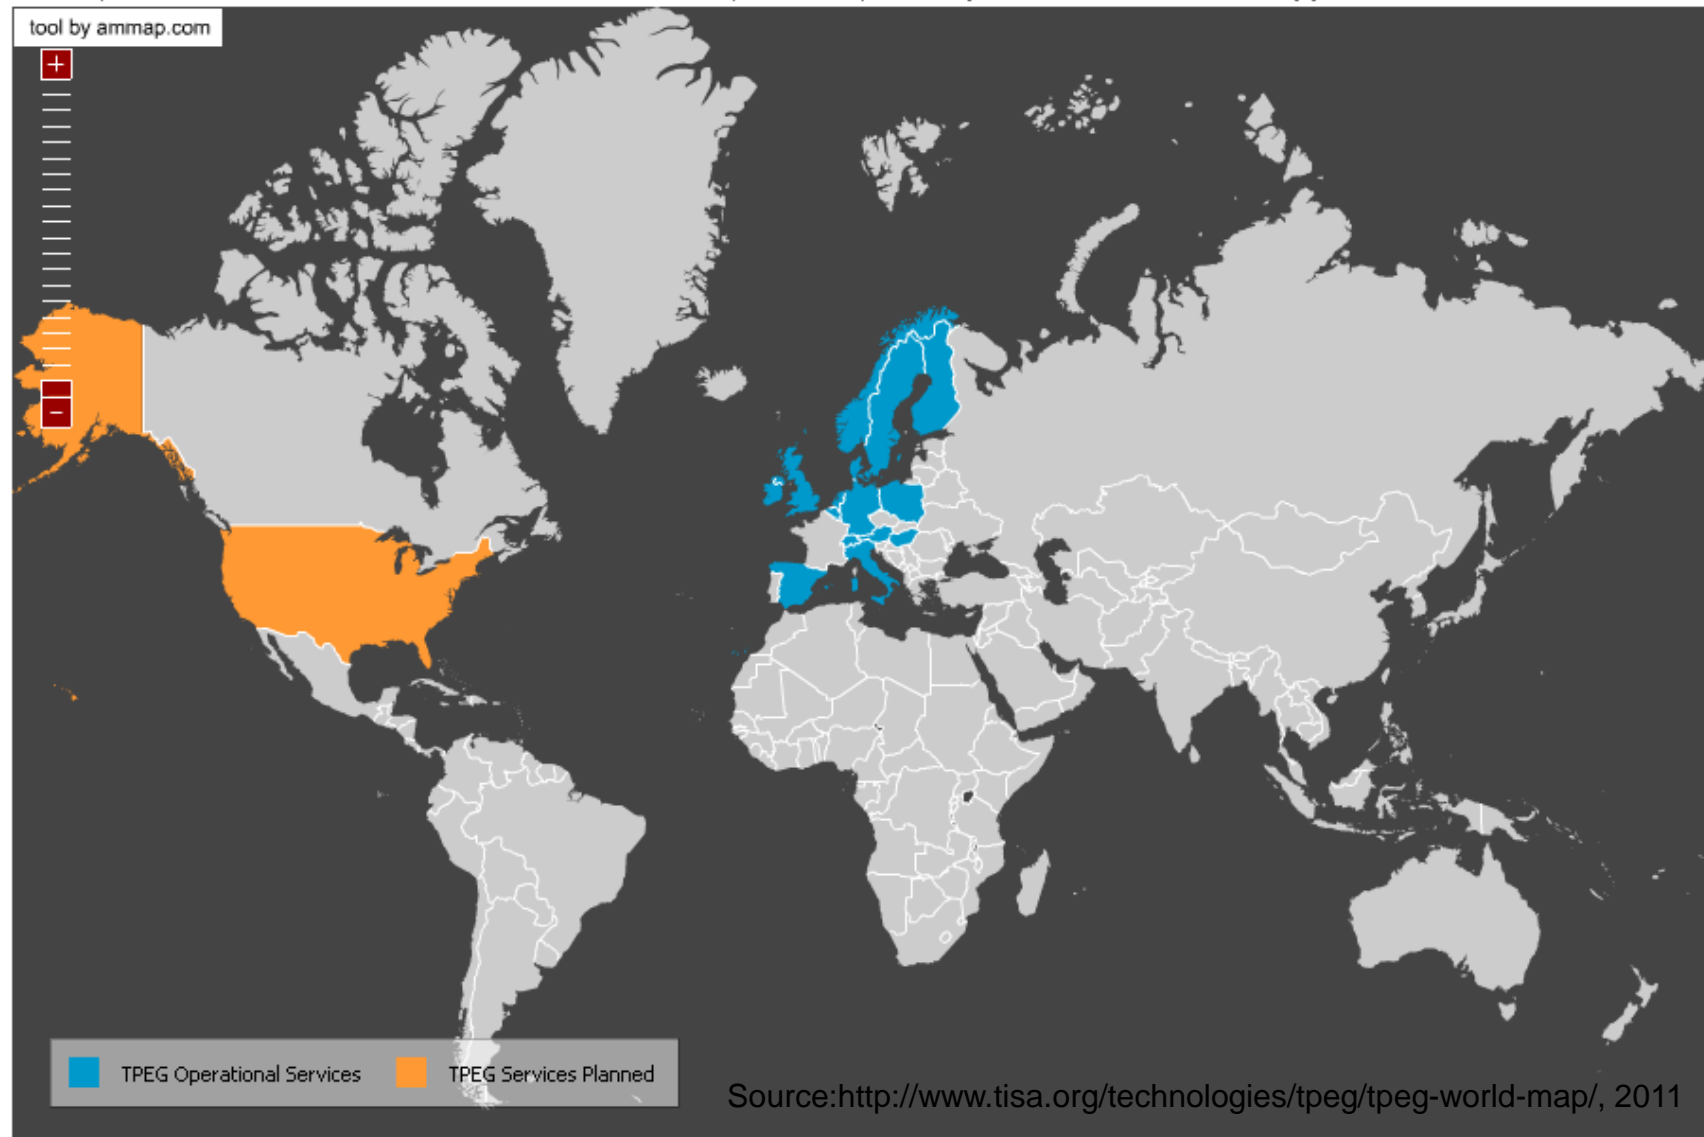 tool by ammap.com
+
−
TPEG Operational Services
TPEG Services Planned
Source:http://www.tisa.org/technologies/tpeg/tpeg-world-map/, 2011